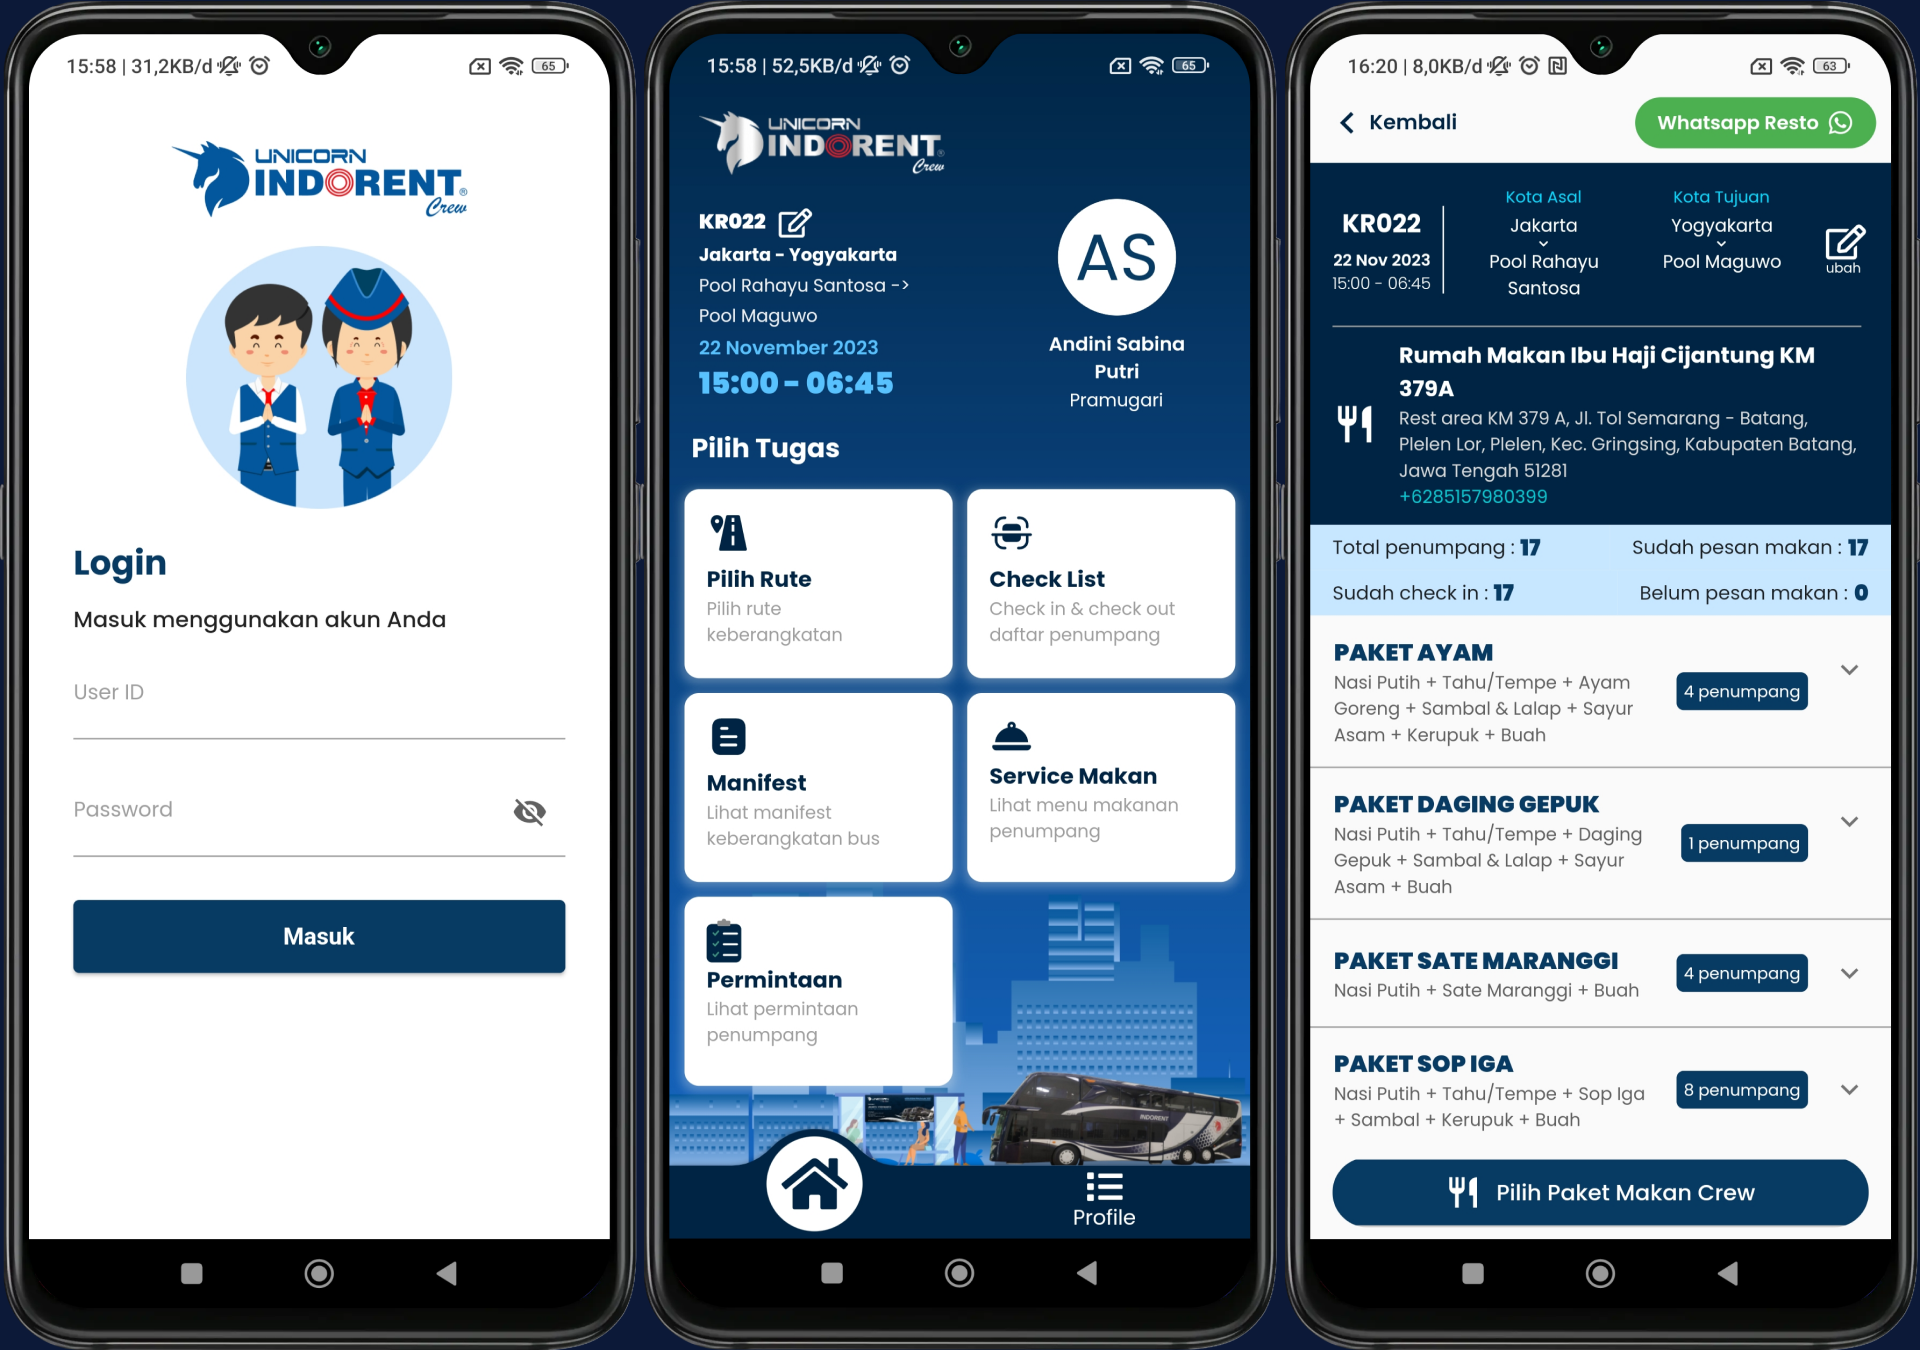 15:58 | 31,2KB/d
65
UNICORN
INDORENT®
Crew
Login
Masuk menggunakan akun Anda
User ID
Password
Masuk
15:58 | 52,5KB/d
65
UNICORN
INDORENT®
Crew
KR022
Jakarta - Yogyakarta
Pool Rahayu Santosa ->
Pool Maguwo
22 November 2023
15:00 - 06:45
AS
Andini Sabina
Putri
Pramugari
Pilih Tugas
Pilih Rute
Pilih rute
keberangkatan
Check List
Check in & check out
daftar penumpang
Manifest
Lihat manifest
keberangkatan bus
Service Makan
Lihat menu makanan
penumpang
Permintaan
Lihat permintaan
penumpang
INDORENT
Profile
16:20 | 8,0KB/d
63
Kembali
Whatsapp Resto
KR022
22 Nov 2023
15:00 - 06:45
Kota Asal
Jakarta
Pool Rahayu
Santosa
Kota Tujuan
Yogyakarta
Pool Maguwo
ubah
Rumah Makan Ibu Haji Cijantung KM
379A
Rest area KM 379 A, Jl. Tol Semarang - Batang,
Plelen Lor, Plelen, Kec. Gringsing, Kabupaten Batang,
Jawa Tengah 51281
+6285157980399
Total penumpang : 17
Sudah pesan makan : 17
Sudah check in : 17
Belum pesan makan : 0
PAKET AYAM
Nasi Putih + Tahu/Tempe + Ayam
Goreng + Sambal & Lalap + Sayur
Asam + Kerupuk + Buah
4 penumpang
PAKET DAGING GEPUK
Nasi Putih + Tahu/Tempe + Daging
Gepuk + Sambal & Lalap + Sayur
Asam + Buah
1 penumpang
PAKET SATE MARANGGI
Nasi Putih + Sate Maranggi + Buah
4 penumpang
PAKET SOP IGA
Nasi Putih + Tahu/Tempe + Sop Iga
+ Sambal + Kerupuk + Buah
8 penumpang
Pilih Paket Makan Crew